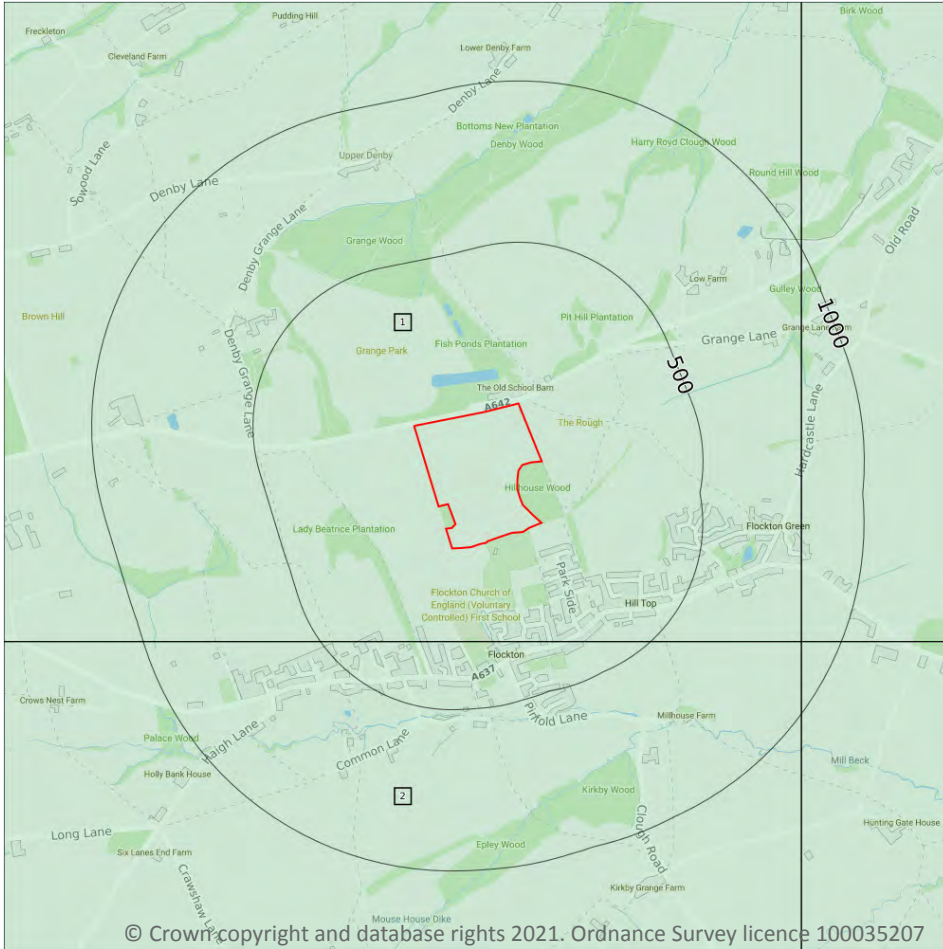 Freckleton
Pudding Hill
Birk Wood
Cleveland Farm
Lower Denby Farm
Denby Lane
Bottoms New Plantation
Denby Wood
Harry Royd Clough Wood
Upper Denby
Round Hill Wood
Sowood Lane
Denby Lane
Old Road
Denby Grange Lane
Grange Wood
Low Farm
Gulley Wood
Brown Hill
1
Pit Hill Plantation
1000
Grange Lane Farm
Denby Grange Lane
Grange Park
Fish Ponds Plantation
Grange Lane
500
The Old School Barn
A642
The Rough
Hardcastle Lane
Hillhouse Wood
Lady Beatrice Plantation
Flockton Green
Park Side
Flockton Church of
England (Voluntary
Controlled) First School
Hill Top
Flockton
A637
Crows Nest Farm
Pinfold Lane
Millhouse Farm
Palace Wood
Haigh Lane
Common Lane
Mill Beck
Holly Bank House
2
Kirkby Wood
Long Lane
Clough Road
Hunting Gate House
Six Lanes End Farm
Epley Wood
Crawshaw Lane
Kirkby Grange Farm
Mouse House Dike
© Crown copyright and database rights 2021. Ordnance Survey licence 100035207